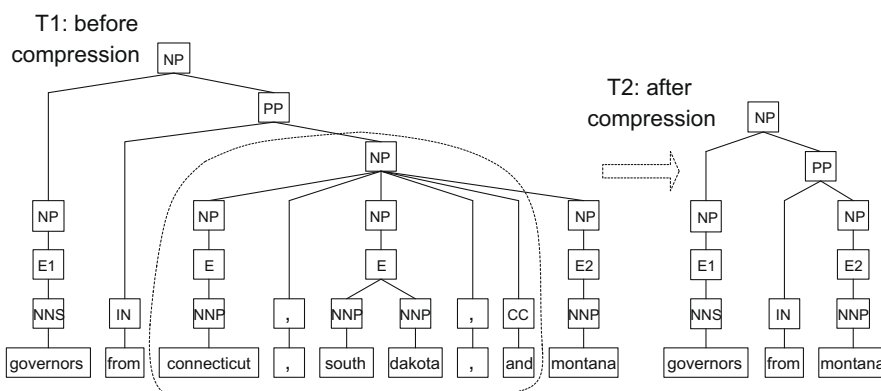 T1: before
compression
NP
PP
NP
NP NP NP NP
E1 E E E2
NNS IN NNP , NNP NNP , CC NNP
governors from connecticut , south dakota , and montana
T2: after
compression
NP
PP
NP NP
E1 E2
NNS IN NNP
governors from montana